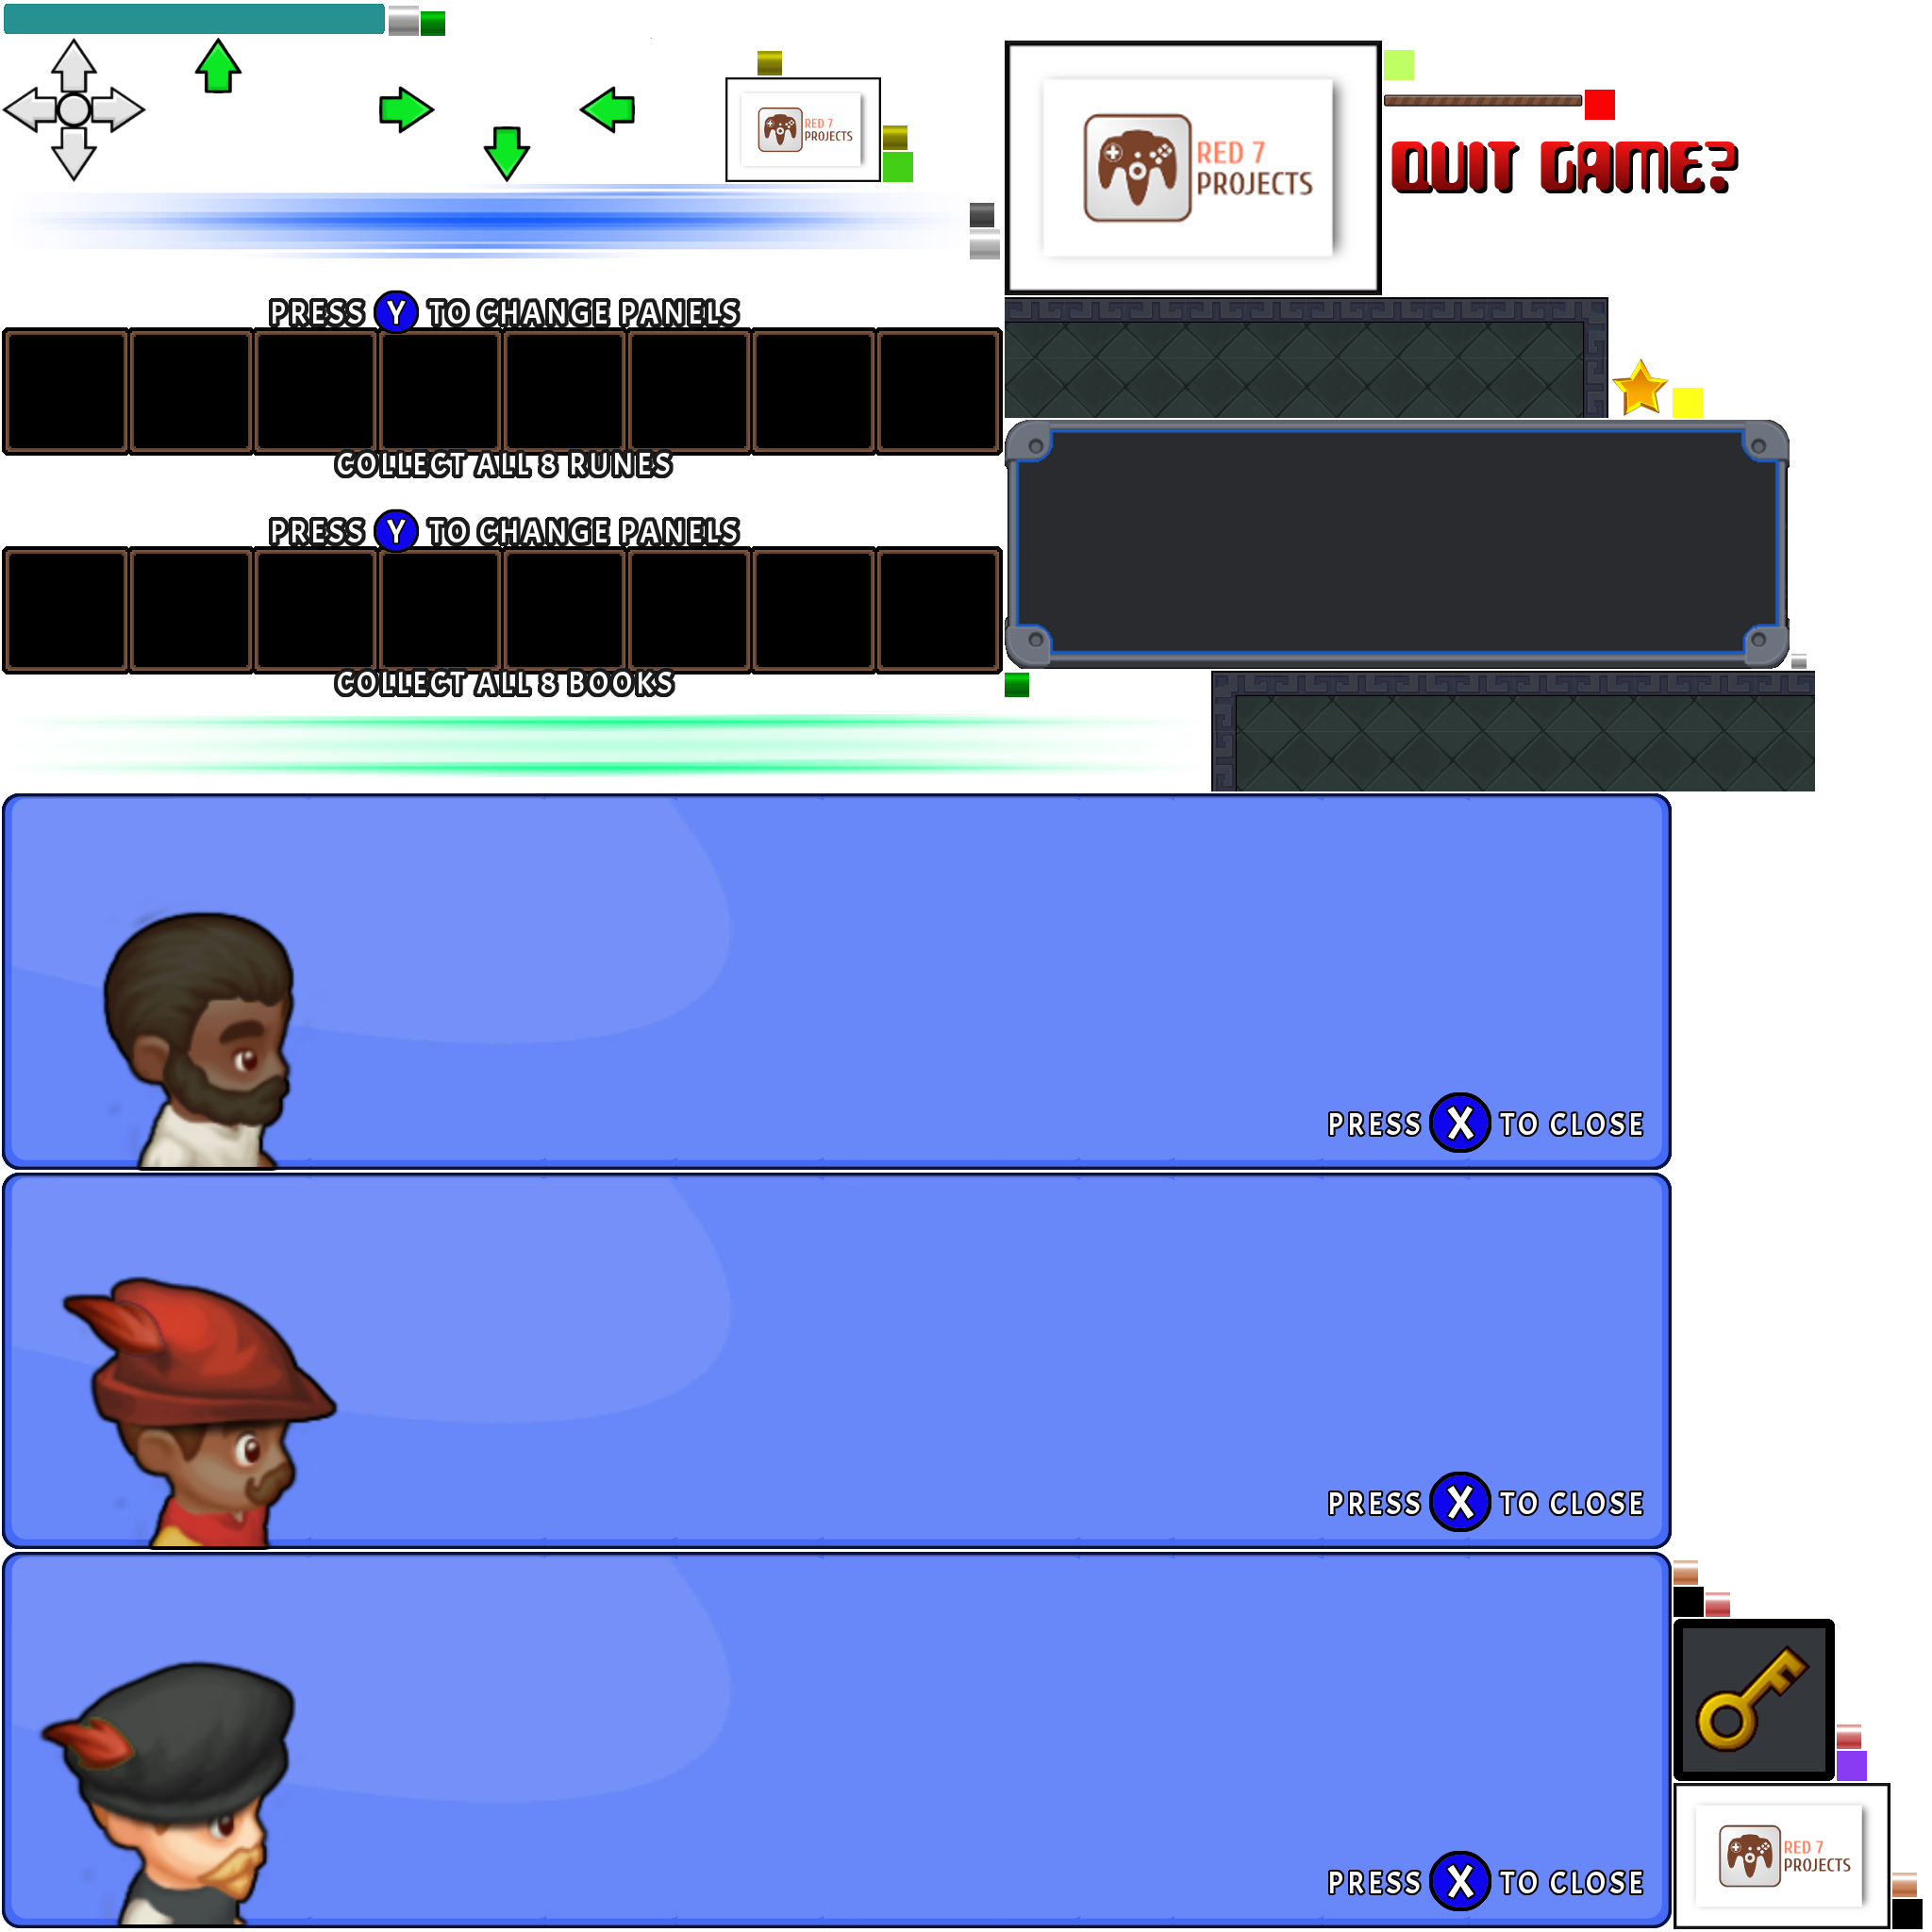 RED 7
PROJECTS
RED 7
PROJECTS
QUIT GAME?
PRESS Y TO CHANGE PANELS
COLLECT ALL 8 RUNES
PRESS Y TO CHANGE PANELS
COLLECT ALL 8 BOOKS
PRESS X TO CLOSE
PRESS X TO CLOSE
PRESS X TO CLOSE
RED 7
PROJECTS